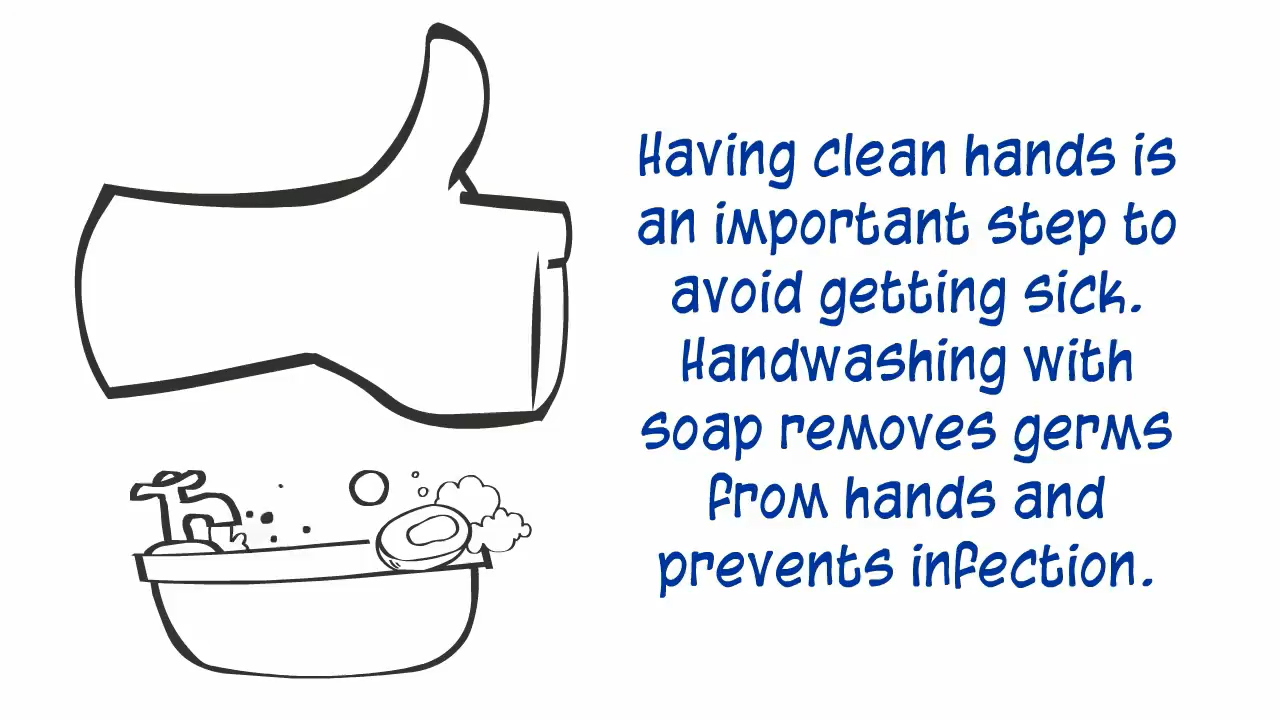 Having clean hands is
an important step to
avoid getting sick.
Handwashing with
soap removes germs
from hands and
prevents infection.